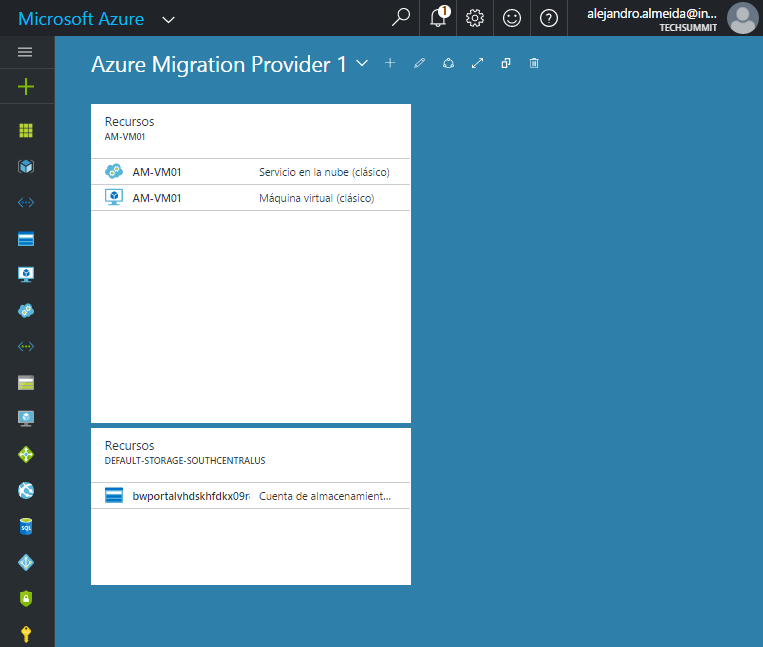 Microsoft Azure
1
alejandro.almeida@in...
TECHSUMMIT
Azure Migration Provider 1
Recursos
AM-VM01
AM-VM01 Servicio en la nube (clásico)
AM-VM01 Máquina virtual (clásico)
Recursos
DEFAULT-STORAGE-SOUTHCENTRALUS
bwportalvhdskhfdkx09r Cuenta de almacenamient...
SQL